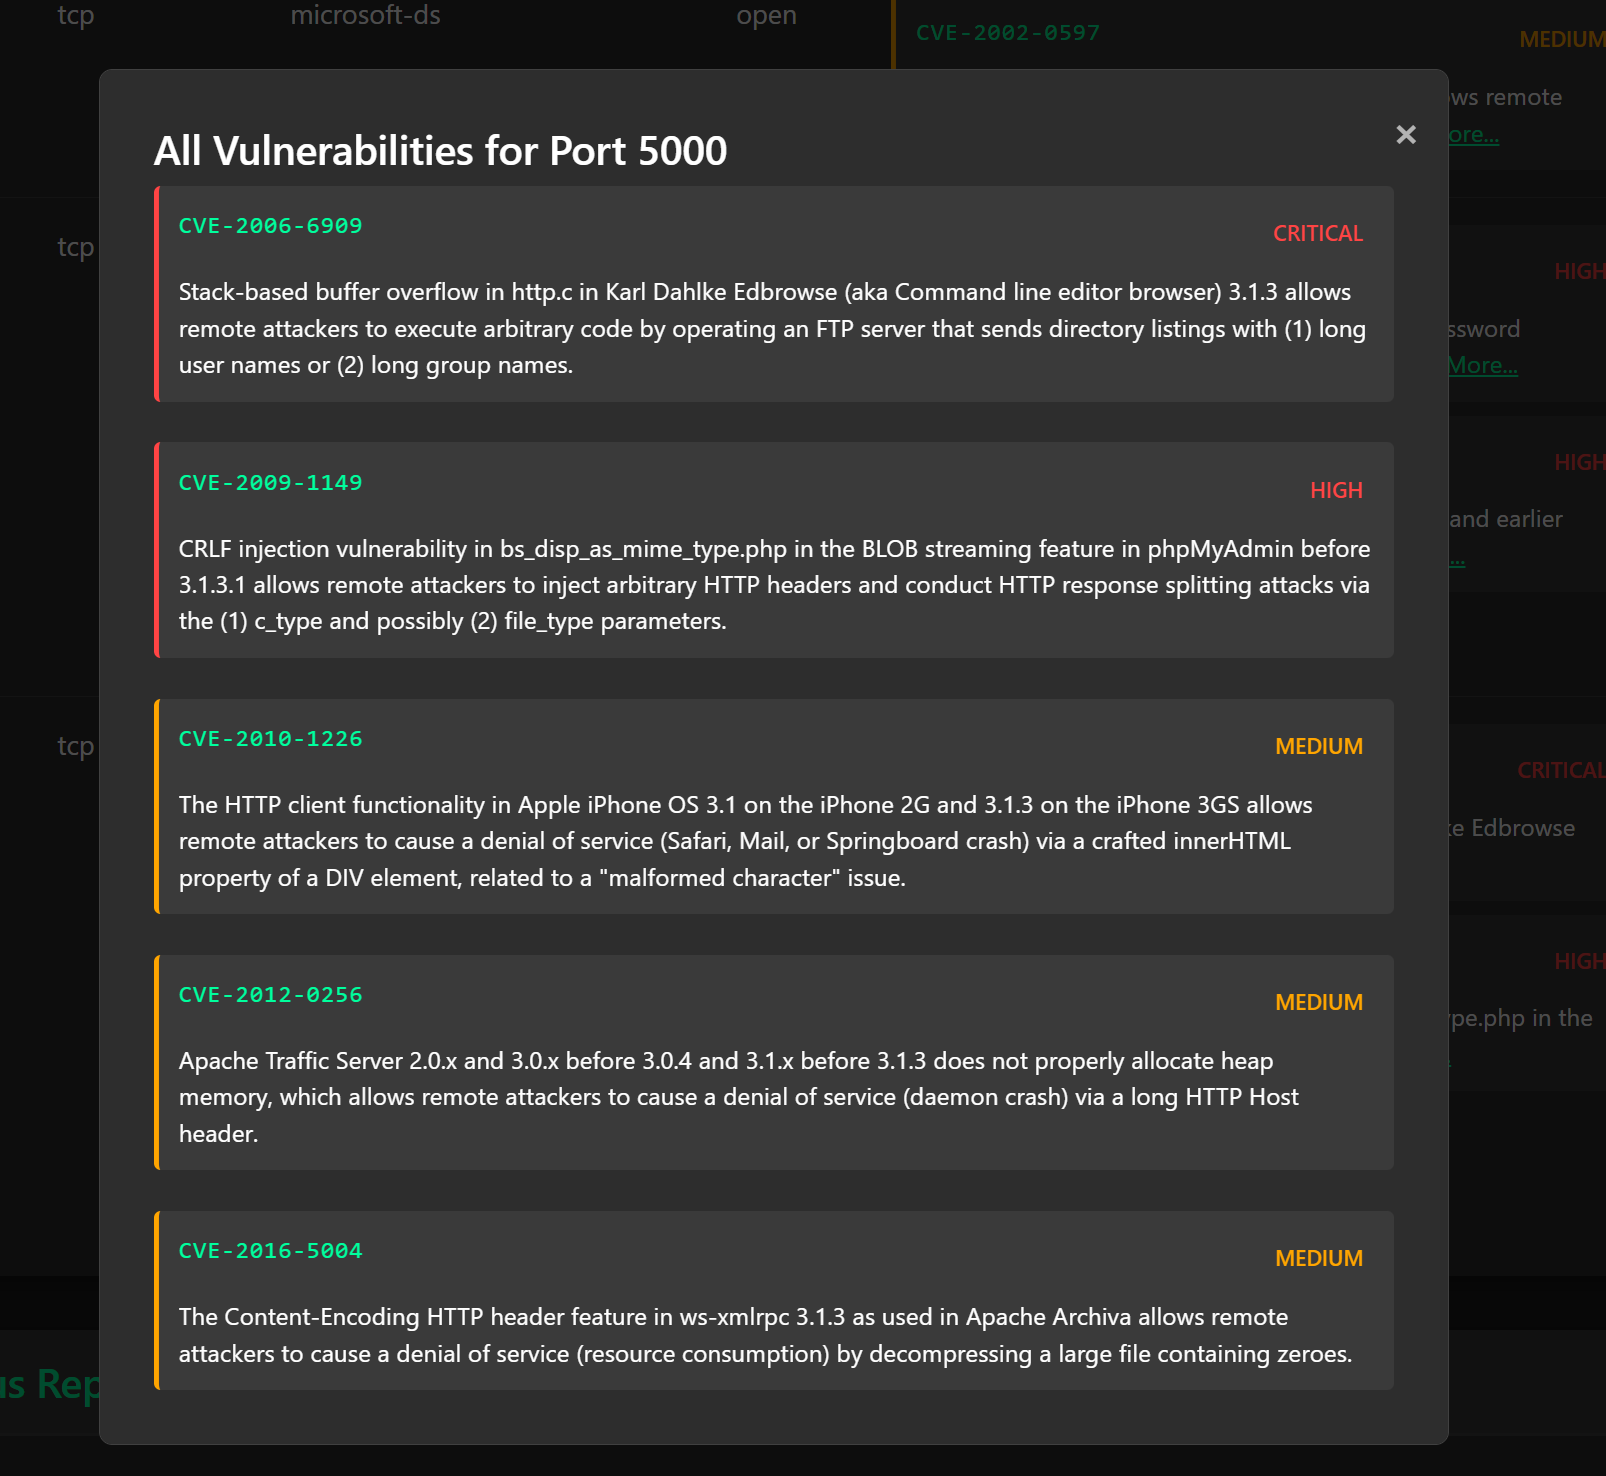 tcp microsoft-ds open
CVE-2002-0597
MEDIUM
ws remote
ore...
All Vulnerabilities for Port 5000
×
CVE-2006-6909
CRITICAL
Stack-based buffer overflow in http.c in Karl Dahlke Edbrowse (aka Command line editor browser) 3.1.3 allows
remote attackers to execute arbitrary code by operating an FTP server that sends directory listings with (1) long
user names or (2) long group names.
tcp
HIGH
ssword
More...
CVE-2009-1149
HIGH
CRLF injection vulnerability in bs_disp_as_mime_type.php in the BLOB streaming feature in phpMyAdmin before
3.1.3.1 allows remote attackers to inject arbitrary HTTP headers and conduct HTTP response splitting attacks via
the (1) c_type and possibly (2) file_type parameters.
HIGH
and earlier
...
CVE-2010-1226
MEDIUM
The HTTP client functionality in Apple iPhone OS 3.1 on the iPhone 2G and 3.1.3 on the iPhone 3GS allows
remote attackers to cause a denial of service (Safari, Mail, or Springboard crash) via a crafted innerHTML
property of a DIV element, related to a "malformed character" issue.
tcp
CRITICAL
ke Edbrowse
CVE-2012-0256
MEDIUM
Apache Traffic Server 2.0.x and 3.0.x before 3.0.4 and 3.1.x before 3.1.3 does not properly allocate heap
memory, which allows remote attackers to cause a denial of service (daemon crash) via a long HTTP Host
header.
HIGH
ype.php in the
CVE-2016-5004
MEDIUM
The Content-Encoding HTTP header feature in ws-xmlrpc 3.1.3 as used in Apache Archiva allows remote
attackers to cause a denial of service (resource consumption) by decompressing a large file containing zeroes.
us Rep